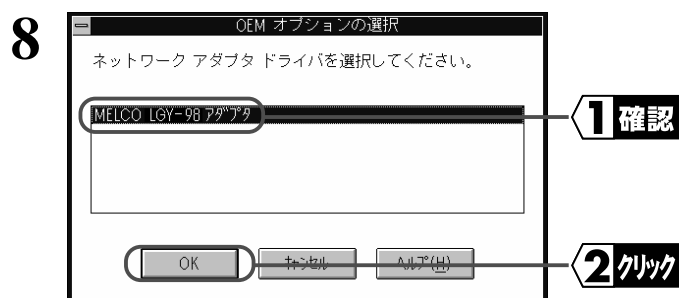 8
OEM オプションの選択
ネットワーク アダプタ ドライバを選択してください。
MELCO LGY-98 ｱﾀﾞﾌﾟﾀ
1 確認
OK
ｷｬﾝｾﾙ
ﾍﾙﾌﾟ(H)
2 クリック